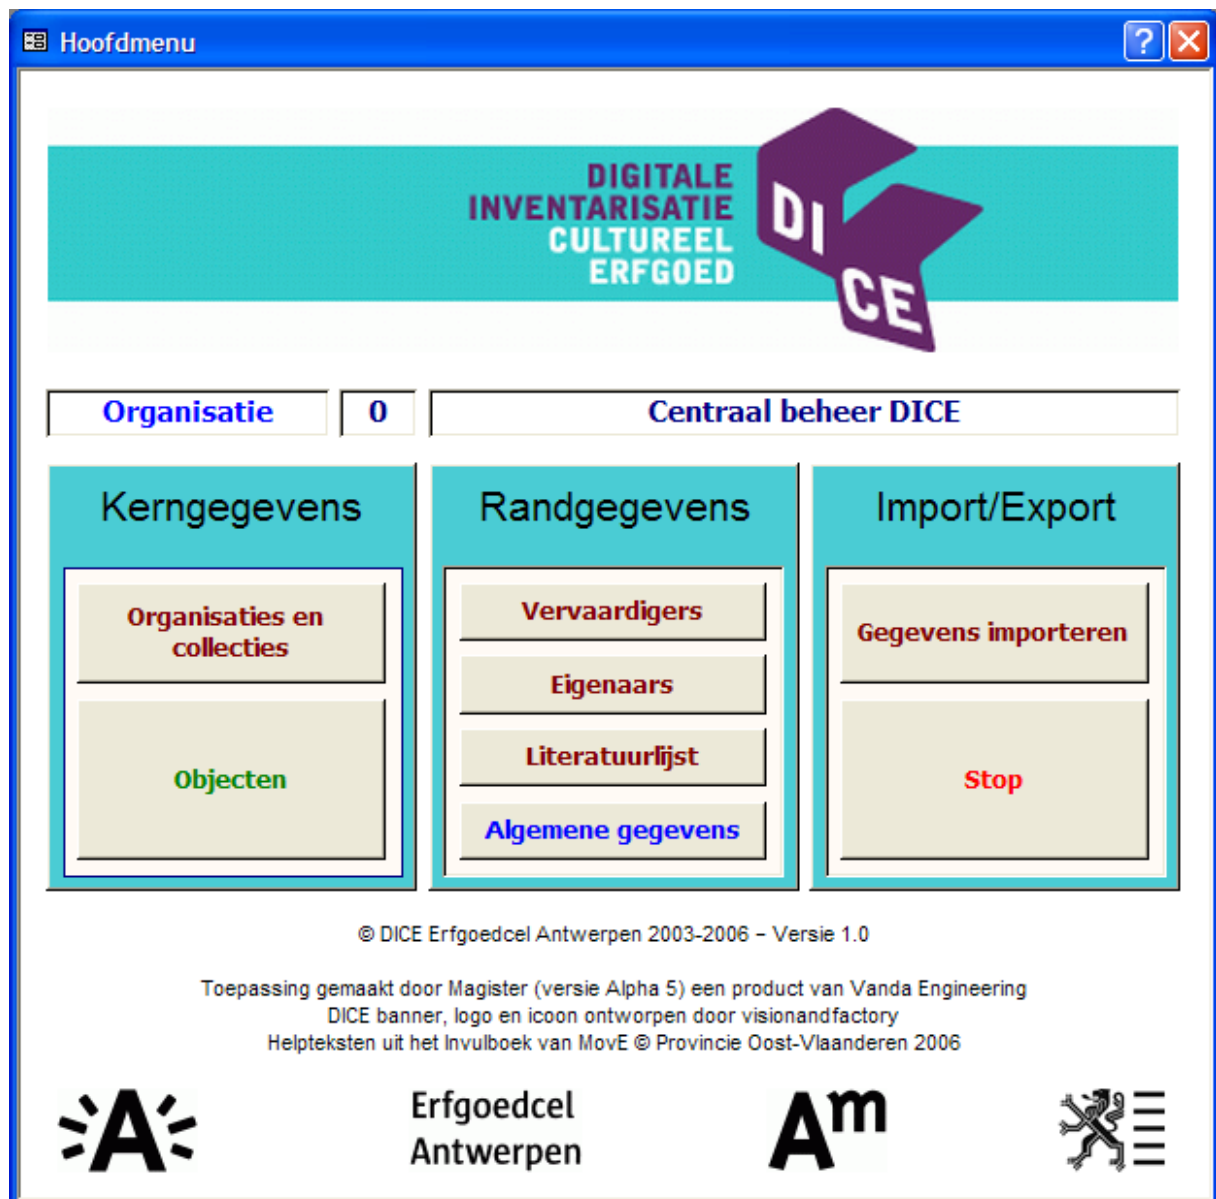 Hoofdmenu
DIGITALE
INVENTARISATIE
CULTUREEL
ERFGOED
DI
CE
Organisatie 0 Centraal beheer DICE
Kerngegevens
Organisaties en
collecties
Objecten
Randgegevens
Vervaardigers
Eigenaars
Literatuurlijst
Algemene gegevens
Import/Export
Gegevens importeren
Stop
© DICE Erfgoedcel Antwerpen 2003-2006 – Versie 1.0
Toepassing gemaakt door Magister (versie Alpha 5) een product van Vanda Engineering
DICE banner, logo en icoon ontworpen door visionandfactory
Helpteksten uit het Invulboek van MovE © Provincie Oost-Vlaanderen 2006
A
Erfgoedcel
Antwerpen
Am